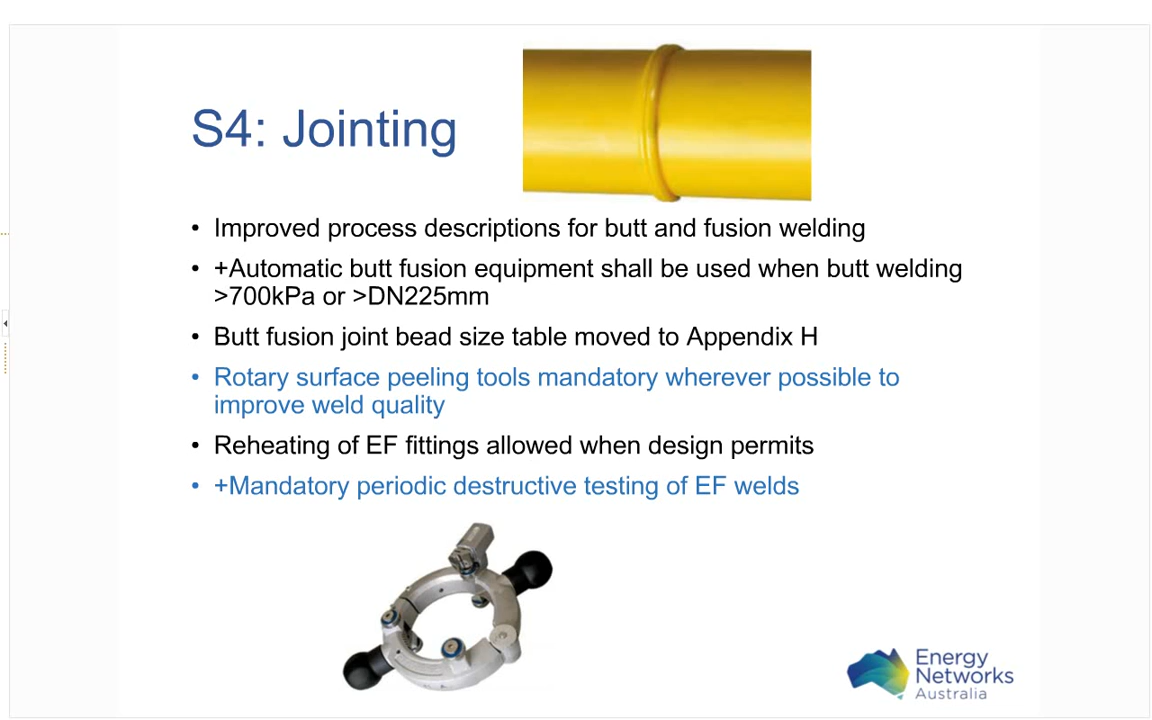 S4: Jointing
• Improved process descriptions for butt and fusion welding
• +Automatic butt fusion equipment shall be used when butt welding
>700kPa or >DN225mm
• Butt fusion joint bead size table moved to Appendix H
• Rotary surface peeling tools mandatory wherever possible to
improve weld quality
• Reheating of EF fittings allowed when design permits
• +Mandatory periodic destructive testing of EF welds
Energy
Networks
Australia